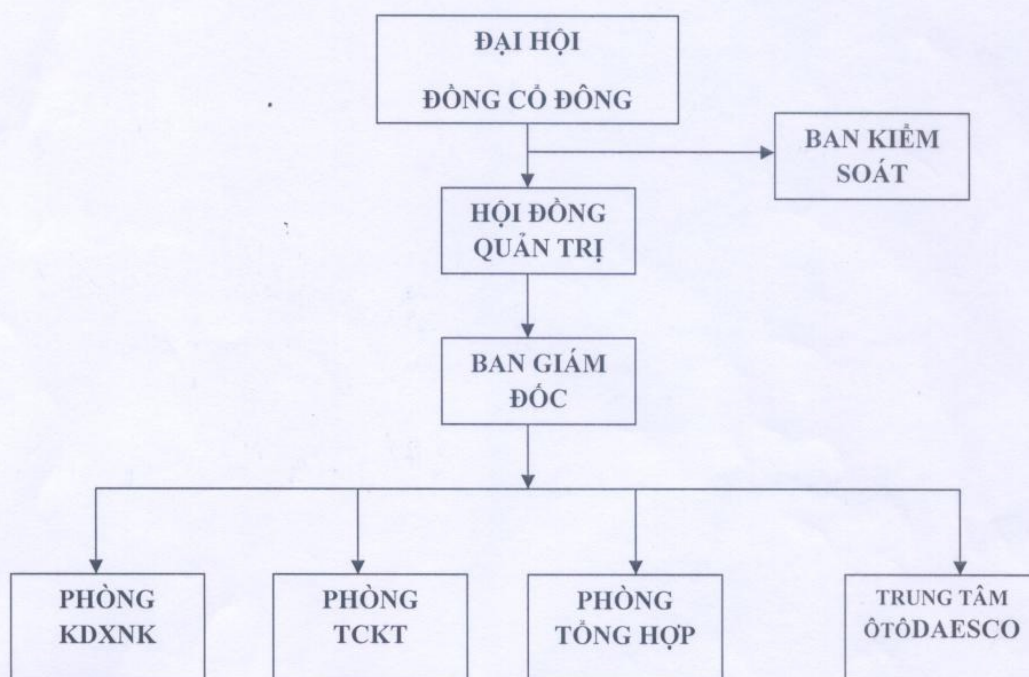 ĐẠI HỘI
ĐỒNG CỔ ĐÔNG
BAN KIỂM
SOÁT
HỘI ĐỒNG
QUẢN TRỊ
BAN GIÁM
ĐỐC
PHÒNG
KDXNK
PHÒNG
TCKT
PHÒNG
TỔNG HỢP
TRUNG TÂM
ÔTÔDAESCO